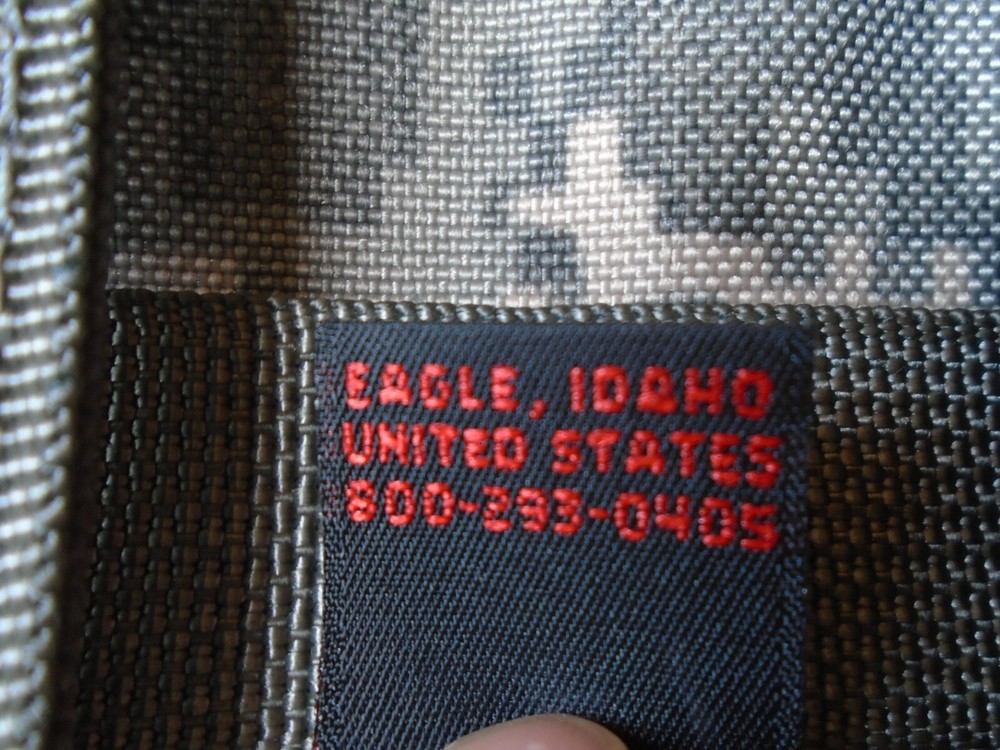 EAGLE, IDAHO
UNITED STATES
800-293-0405